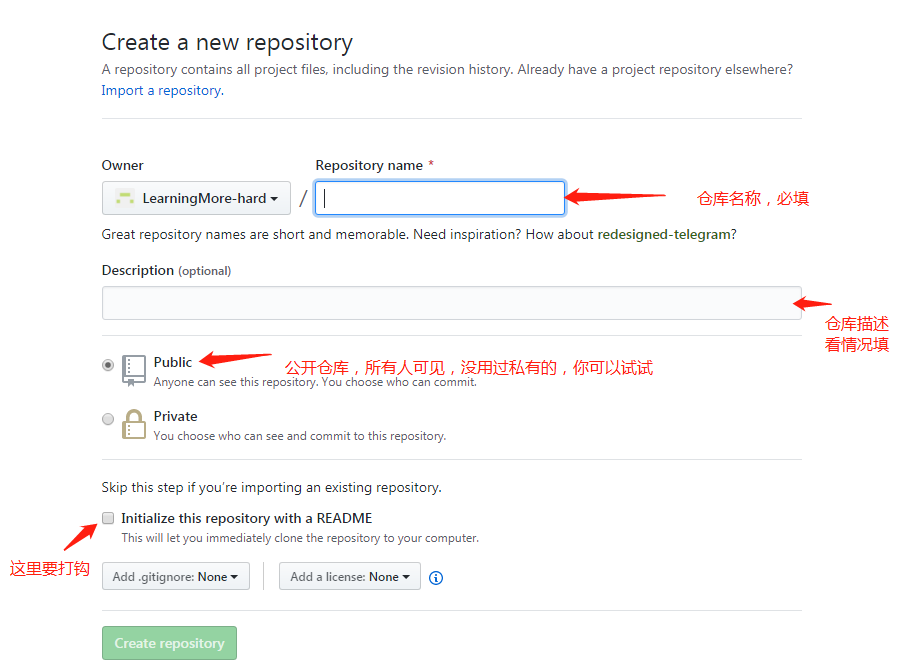 Create a new repository
A repository contains all project files, including the revision history. Already have a project repository elsewhere?
Import a repository.
Owner
Repository name *
LearningMore-hard
/
仓库名称，必填
Great repository names are short and memorable. Need inspiration? How about redesigned-telegram?
Description (optional)
仓库描述
看情况填
Public
公开仓库，所有人可见，没用过私有的，你可以试试
Anyone can see this repository. You choose who can commit.
Private
You choose who can see and commit to this repository.
Skip this step if you're importing an existing repository.
Initialize this repository with a README
This will let you immediately clone the repository to your computer.
这里要打钩
Add .gitignore: None
Add a license: None
Create repository